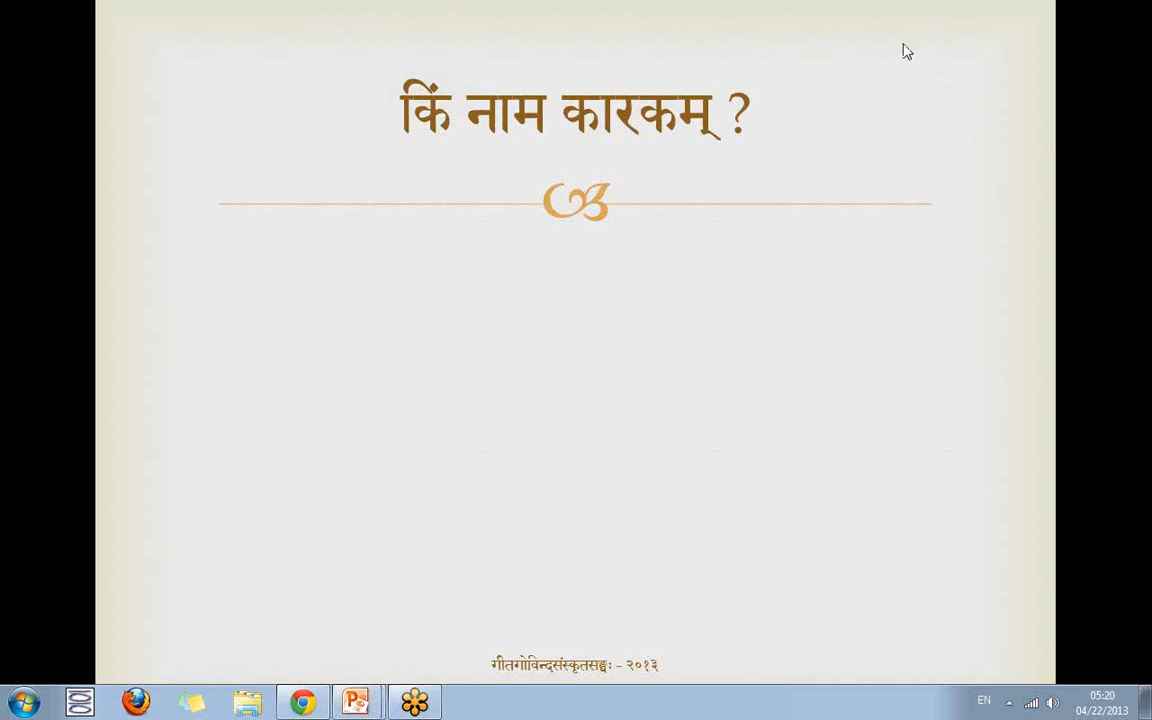 किं नाम कारकम् ?
गीतगोविन्दसंस्कृतसङ्घः - २०१३
EN
05:20
04/22/2013